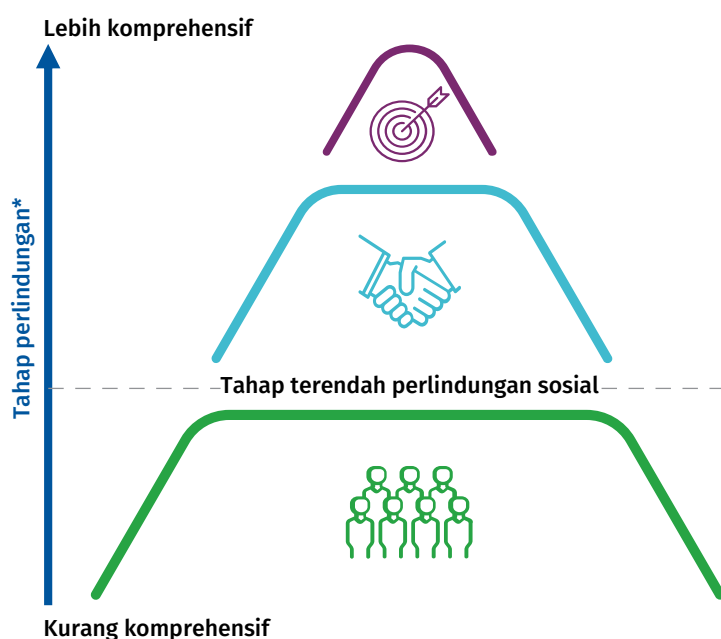 Lebih komprehensif
Tahap perlindungan*
Tahap terendah perlindungan sosial
Kurang komprehensif